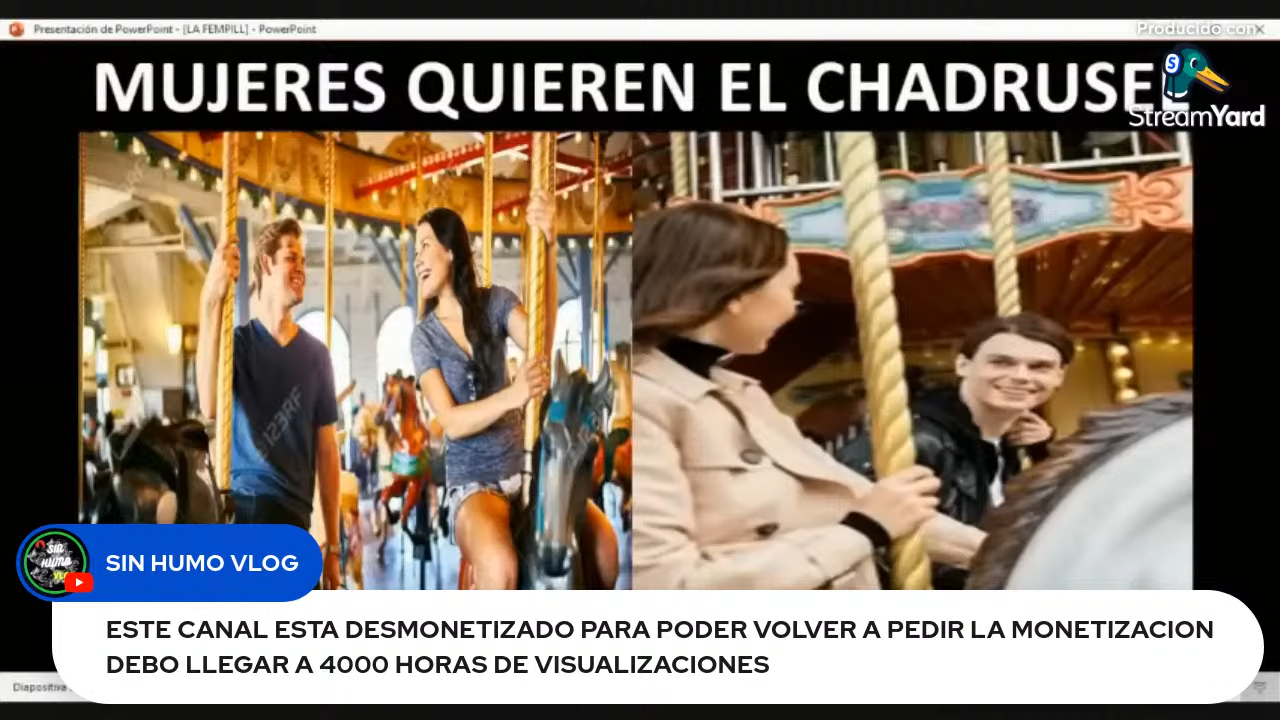 Presentación de PowerPoint - [LA FEMPILL] - PowerPoint
Producido con
StreamYard
MUJERES QUIEREN EL CHADRUSEL
123RF
SIN HUMO VLOG
ESTE CANAL ESTA DESMONETIZADO PARA PODER VOLVER A PEDIR LA MONETIZACION
DEBO LLEGAR A 4000 HORAS DE VISUALIZACIONES
Diapositiva